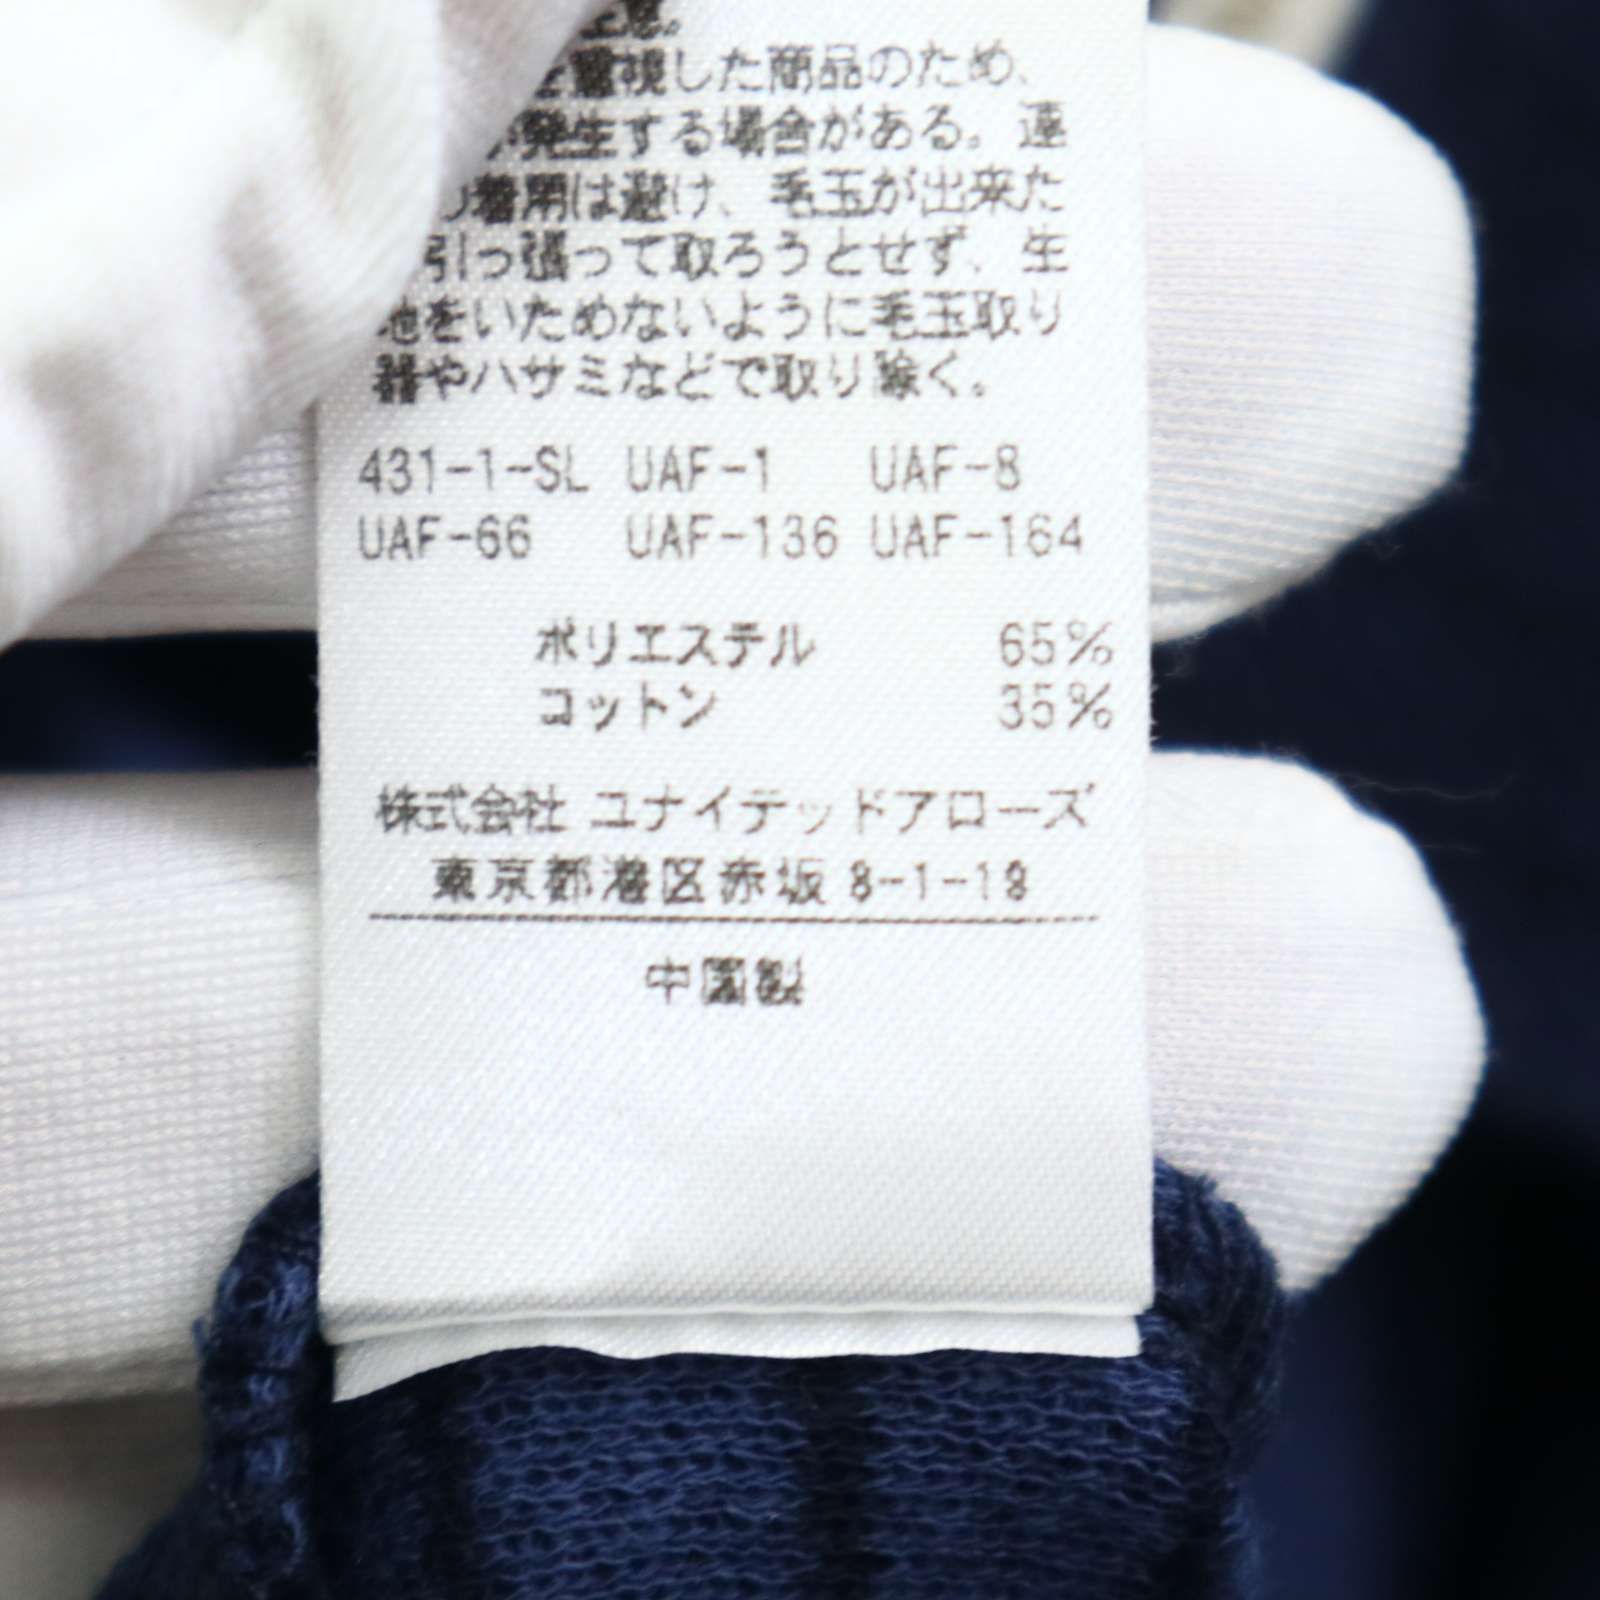 を重視した商品のため、
が発生する場合がある。連
の着用は避け、毛玉が出来た
引っ張って取ろうとせず、生
地をいためないように毛玉取り
器やハサミなどで取り除く。
431-1-SL UAF-1 UAF-8
UAF-66 UAF-136 UAF-164
ポリエステル 65%
コットン 35%
株式会社 ユナイテッドアローズ
東京都港区赤坂 8-1-19
中国製